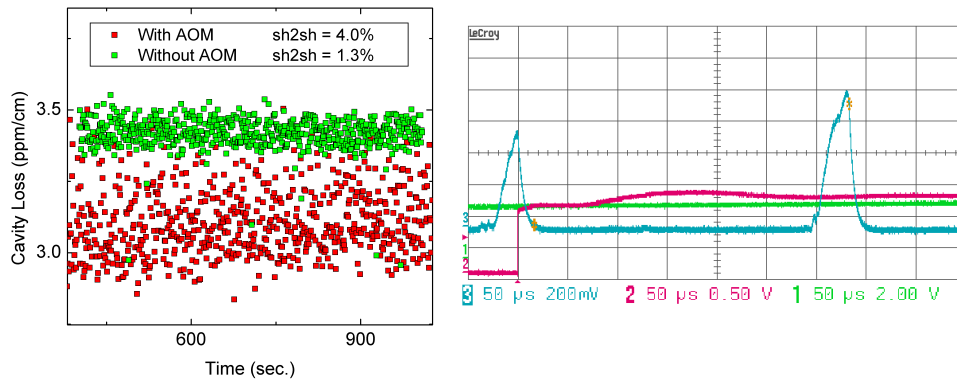 With AOM sh2sh = 4.0%
Without AOM sh2sh = 1.3%
Cavity Loss (ppm/cm)
3.5
3.0
600
900
Time (sec.)
LeCroy
3
1
2
3 50 µs 200mV
2 50 µs 0.50 V
1 50 µs 2.00 V